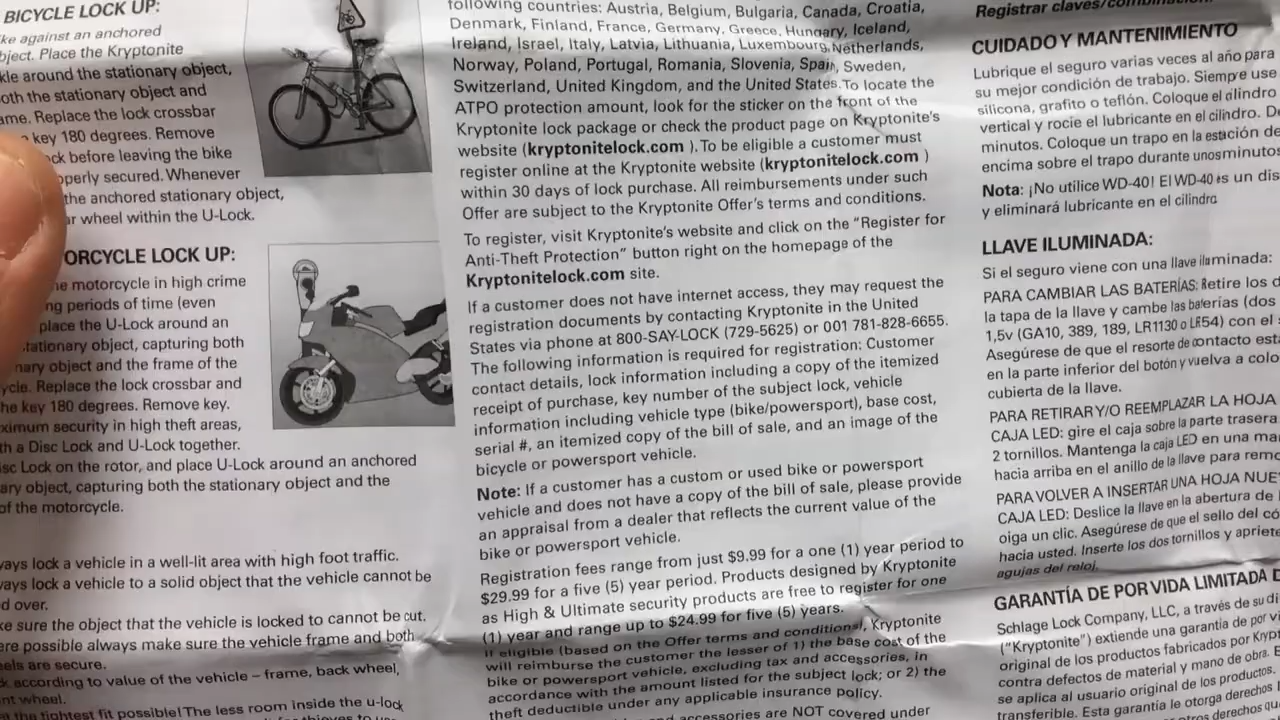 BICYCLE LOCK UP:
ke against an anchored
bject. Place the Kryptonite
kle around the stationary object,
oth the stationary object and
ame. Replace the lock crossbar
key 180 degrees. Remove
ck before leaving the bike
operly secured. Whenever
the anchored stationary object,
r wheel within the U-Lock.
ORCYCLE LOCK UP:
he motorcycle in high crime
ng periods of time (even
place the U-Lock around an
tationary object, capturing both
nary object and the frame of the
ycle. Replace the lock crossbar and
he key 180 degrees. Remove key.
ximum security in high theft areas,
th a Disc Lock and U-Lock together.
isc Lock on the rotor, and place U-Lock around an anchored
ary object, capturing both the stationary object and the
of the motorcycle.
ways lock a vehicle in a well-lit area with high foot traffic.
ways lock a vehicle to a solid object that the vehicle cannot be
d over.
ke sure the object that the vehicle is locked to cannot be cut.
ere possible always make sure the vehicle frame and both
eels are secure.
k according to value of the vehicle – frame, back wheel,
nt wheel.
the tightest fit possible! The less room inside the u-lock
following countries: Austria, Belgium, Bulgaria, Canada, Croatia,
Denmark, Finland, France, Germany, Greece, Hungary, Iceland,
Ireland, Israel, Italy, Latvia, Lithuania, Luxembourg, Netherlands,
Norway, Poland, Portugal, Romania, Slovenia, Spain, Sweden,
Switzerland, United Kingdom, and the United States. To locate the
ATPO protection amount, look for the sticker on the front of the
Kryptonite lock package or check the product page on Kryptonite's
website (kryptonitelock.com ). To be eligible a customer must
register online at the Kryptonite website (kryptonitelock.com )
within 30 days of lock purchase. All reimbursements under such
Offer are subject to the Kryptonite Offer's terms and conditions.
To register, visit Kryptonite's website and click on the “Register for
Anti-Theft Protection” button right on the homepage of the
Kryptonitelock.com site.
If a customer does not have internet access, they may request the
registration documents by contacting Kryptonite in the United
States via phone at 800-SAY-LOCK (729-5625) or 001 781-828-6655.
The following information is required for registration: Customer
contact details, lock information including a copy of the itemized
receipt of purchase, key number of the subject lock, vehicle
information including vehicle type (bike/powersport), base cost,
serial #, an itemized copy of the bill of sale, and an image of the
bicycle or powersport vehicle.
Note: If a customer has a custom or used bike or powersport
vehicle and does not have a copy of the bill of sale, please provide
an appraisal from a dealer that reflects the current value of the
bike or powersport vehicle.
Registration fees range from just $9.99 for a one (1) year period to
$29.99 for a five (5) year period. Products designed by Kryptonite
as High & Ultimate security products are free to register for one
(1) year and range up to $24.99 for five (5) years.
If eligible (based on the Offer terms and conditions), Kryptonite
will reimburse the customer the lesser of 1) the base cost of the
bike or powersport vehicle, excluding tax and accessories, in
accordance with the amount listed for the subject lock; or 2) the
theft deductible under any applicable insurance policy.
accessories are NOT covered under
Registrar claves/combinación.
CUIDADO Y MANTENIMIENTO
Lubrique el seguro varias veces al año para
su mejor condición de trabajo. Siempre use
silicona, grafito o teflón. Coloque el cilindro
vertical y rocíe el lubricante en el cilindro. D
minutos. Coloque un trapo en la estación de
encima sobre el trapo durante unos minutos
Nota: ¡No utilice WD-40! El WD-40 es un dis
y eliminará lubricante en el cilindro
LLAVE ILUMINADA:
Si el seguro viene con una llave iluminada:
PARA CAMBIAR LAS BATERÍAS: Retire los d
la tapa de la llave y cambe las baterías (dos
1,5v (GA10, 389, 189, LR1130 o LR54) con el
Asegúrese de que el resorte de contacto est
en la parte inferior del botón y vuelva a colo
cubierta de la llave.
PARA RETIRAR Y/O REEMPLAZAR LA HOJA
CAJA LED: gire el caja sobre la parte trasera
2 tornillos. Mantenga la caja LED en una ma
hacia arriba en el anillo de la llave para remo
PARA VOLVER A INSERTAR UNA HOJA NUE
CAJA LED: Deslice la llave en la abertura de
oiga un clic. Asegúrese de que el sello del có
hacia usted. Inserte los dos tornillos y apriete
agujas del reloj.
GARANTÍA DE POR VIDA LIMITADA D
Schlage Lock Company, LLC, a través de su di
("Kryptonite") extiende una garantía de por v
original de los productos fabricados por Kryp
contra defectos de material y mano de obra. E
se aplica al usuario original de los productos.
transferible. Esta garantía le otorga derechos